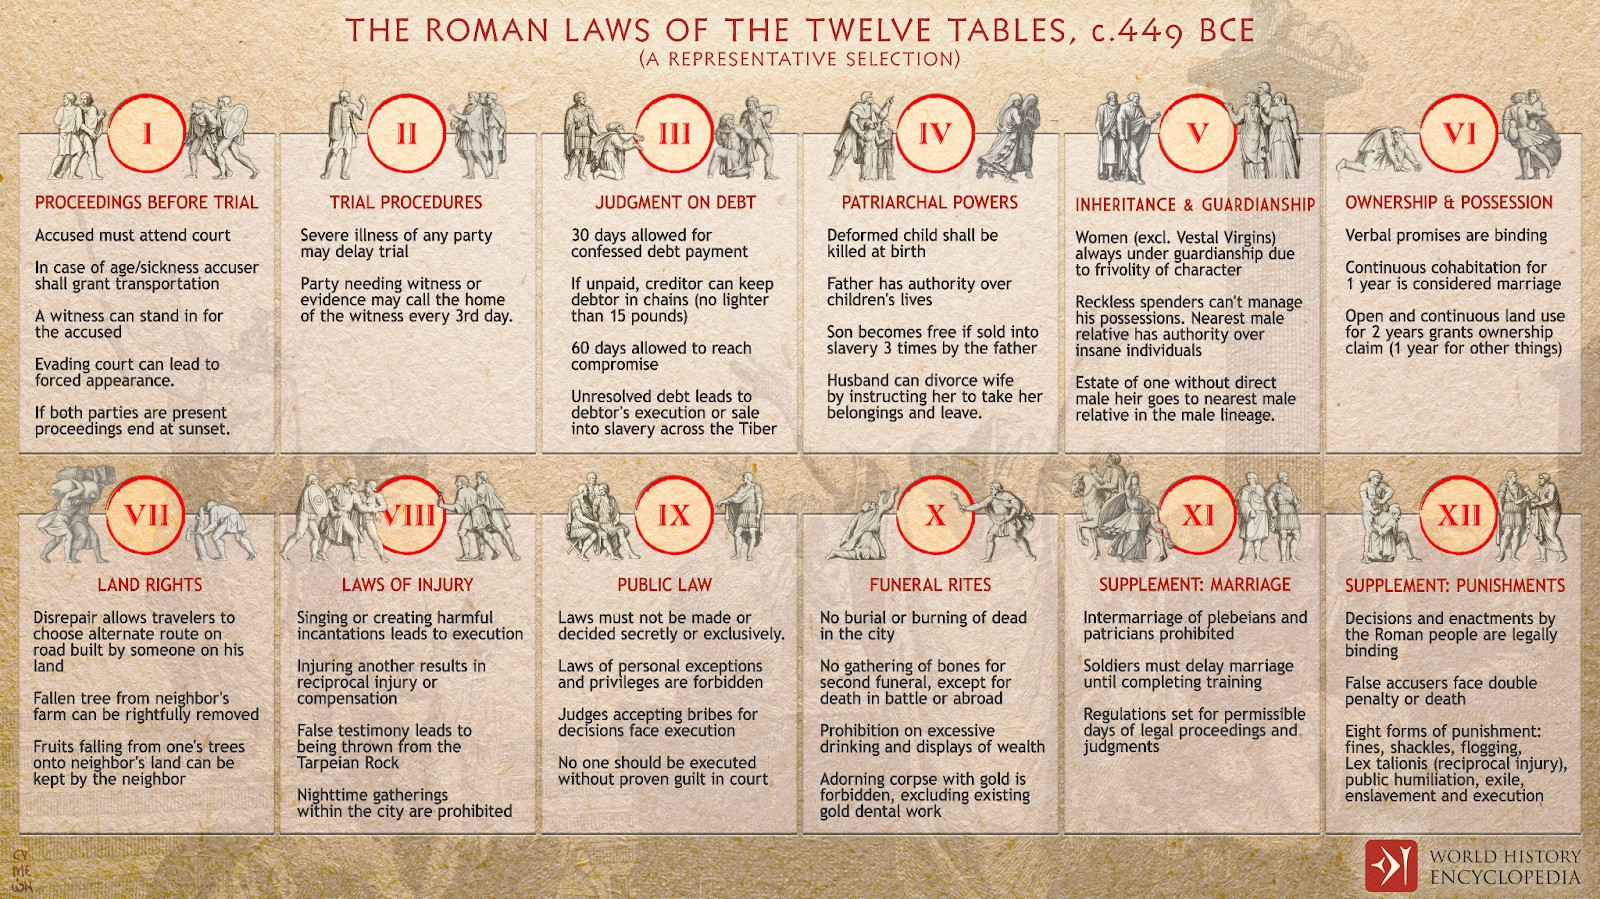 THE ROMAN LAWS OF THE TWELVE TABLES, c.449 BCE
(A REPRESENTATIVE SELECTION)
I
PROCEEDINGS BEFORE TRIAL
Accused must attend court
In case of age/sickness accuser
shall grant transportation
A witness can stand in for
the accused
Evading court can lead to
forced appearance.
If both parties are present
proceedings end at sunset.
II
TRIAL PROCEDURES
Severe illness of any party
may delay trial
Party needing witness or
evidence may call the home
of the witness every 3rd day.
III
JUDGMENT ON DEBT
30 days allowed for
confessed debt payment
If unpaid, creditor can keep
debtor in chains (no lighter
than 15 pounds)
60 days allowed to reach
compromise
Unresolved debt leads to
debtor's execution or sale
into slavery across the Tiber
IV
PATRIARCHAL POWERS
Deformed child shall be
killed at birth
Father has authority over
children's lives
Son becomes free if sold into
slavery 3 times by the father
Husband can divorce wife
by instructing her to take her
belongings and leave.
V
INHERITANCE & GUARDIANSHIP
Women (excl. Vestal Virgins)
always under guardianship due
to frivolity of character
Reckless spenders can't manage
his possessions. Nearest male
relative has authority over
insane individuals
Estate of one without direct
male heir goes to nearest male
relative in the male lineage.
VI
OWNERSHIP & POSSESSION
Verbal promises are binding
Continuous cohabitation for
1 year is considered marriage
Open and continuous land use
for 2 years grants ownership
claim (1 year for other things)
VII
LAND RIGHTS
Disrepair allows travelers to
choose alternate route on
road built by someone on his
land
Fallen tree from neighbor's
farm can be rightfully removed
Fruits falling from one's trees
onto neighbor's land can be
kept by the neighbor
VIII
LAWS OF INJURY
Singing or creating harmful
incantations leads to execution
Injuring another results in
reciprocal injury or
compensation
False testimony leads to
being thrown from the
Tarpeian Rock
Nighttime gatherings
within the city are prohibited
IX
PUBLIC LAW
Laws must not be made or
decided secretly or exclusively.
Laws of personal exceptions
and privileges are forbidden
Judges accepting bribes for
decisions face execution
No one should be executed
without proven guilt in court
X
FUNERAL RITES
No burial or burning of dead
in the city
No gathering of bones for
second funeral, except for
death in battle or abroad
Prohibition on excessive
drinking and displays of wealth
Adorning corpse with gold is
forbidden, excluding existing
gold dental work
XI
SUPPLEMENT: MARRIAGE
Intermarriage of plebeians and
patricians prohibited
Soldiers must delay marriage
until completing training
Regulations set for permissible
days of legal proceedings and
judgments
XII
SUPPLEMENT: PUNISHMENTS
Decisions and enactments by
the Roman people are legally
binding
False accusers face double
penalty or death
Eight forms of punishment:
fines, shackles, flogging,
Lex talionis (reciprocal injury),
public humiliation, exile,
enslavement and execution
WORLD HISTORY
ENCYCLOPEDIA